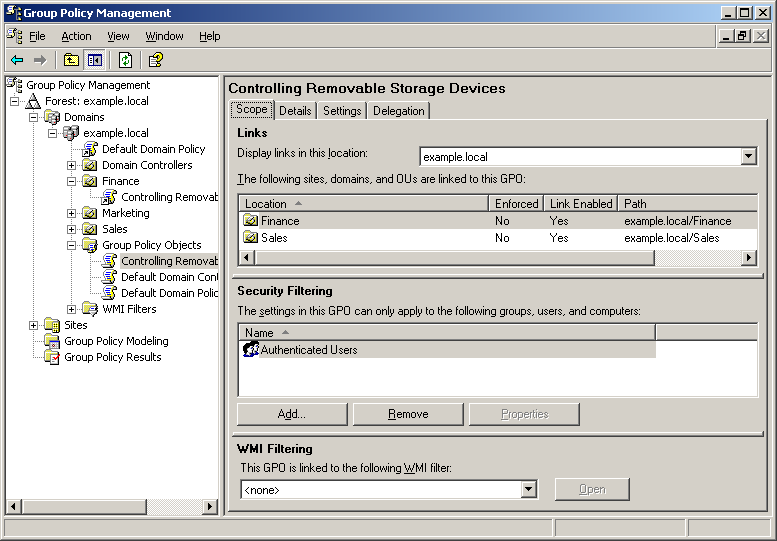 Group Policy Management
File Action View Window Help
Group Policy Management
Forest: example.local
Domains
example.local
Default Domain Policy
Domain Controllers
Finance
Controlling Removab
Marketing
Sales
Group Policy Objects
Controlling Removab
Default Domain Cont
Default Domain Polic
WMI Filters
Sites
Group Policy Modeling
Group Policy Results
Controlling Removable Storage Devices
Scope Details Settings Delegation
Links
Display links in this location: example.local
The following sites, domains, and OUs are linked to this GPO:
Location Enforced Link Enabled Path
Finance No Yes example.local/Finance
Sales No Yes example.local/Sales
Security Filtering
The settings in this GPO can only apply to the following groups, users, and computers:
Name
Authenticated Users
Add... Remove Properties
WMI Filtering
This GPO is linked to the following WMI filter:
<none> Open